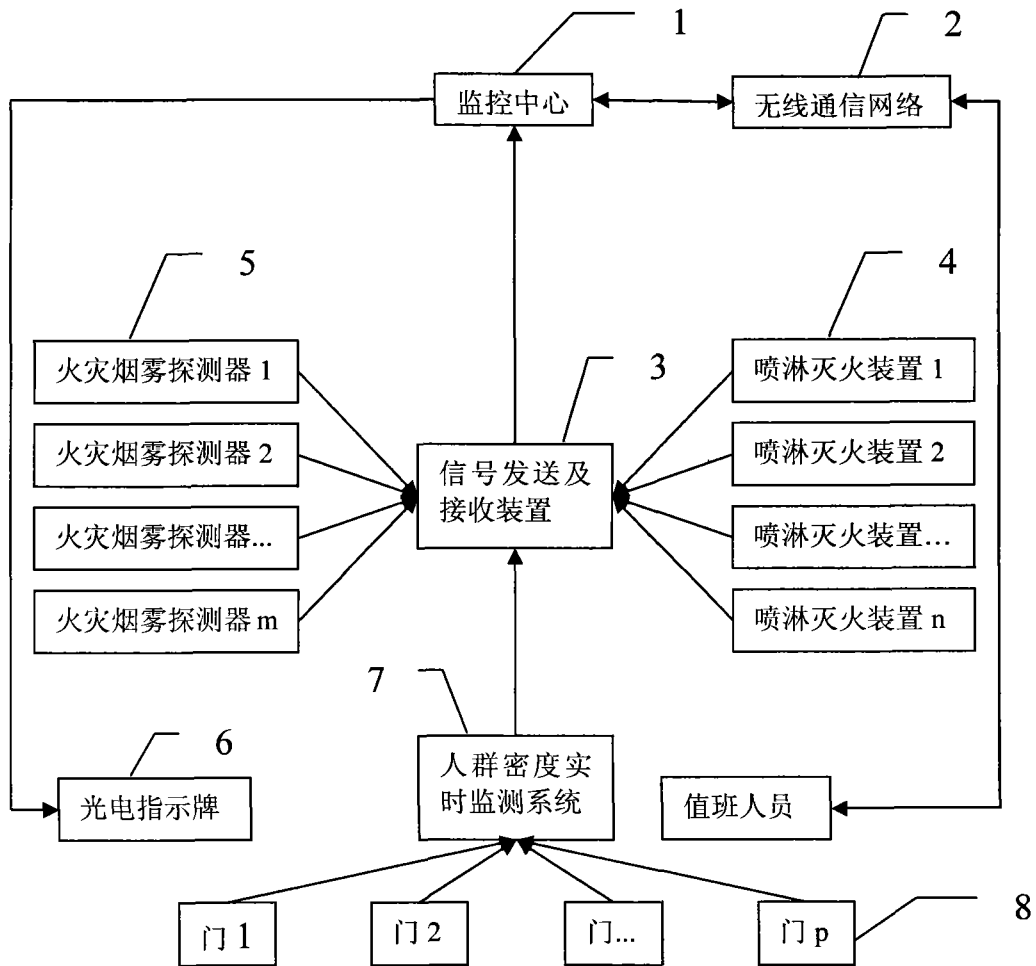 1
2
监控中心
无线通信网络
5
4
火灾烟雾探测器 1
喷淋灭火装置 1
3
火灾烟雾探测器 2
喷淋灭火装置 2
信号发送及
接收装置
火灾烟雾探测器...
喷淋灭火装置...
火灾烟雾探测器 m
喷淋灭火装置 n
7
6
人群密度实
时监测系统
光电指示牌
值班人员
8
门 1
门 2
门...
门 p